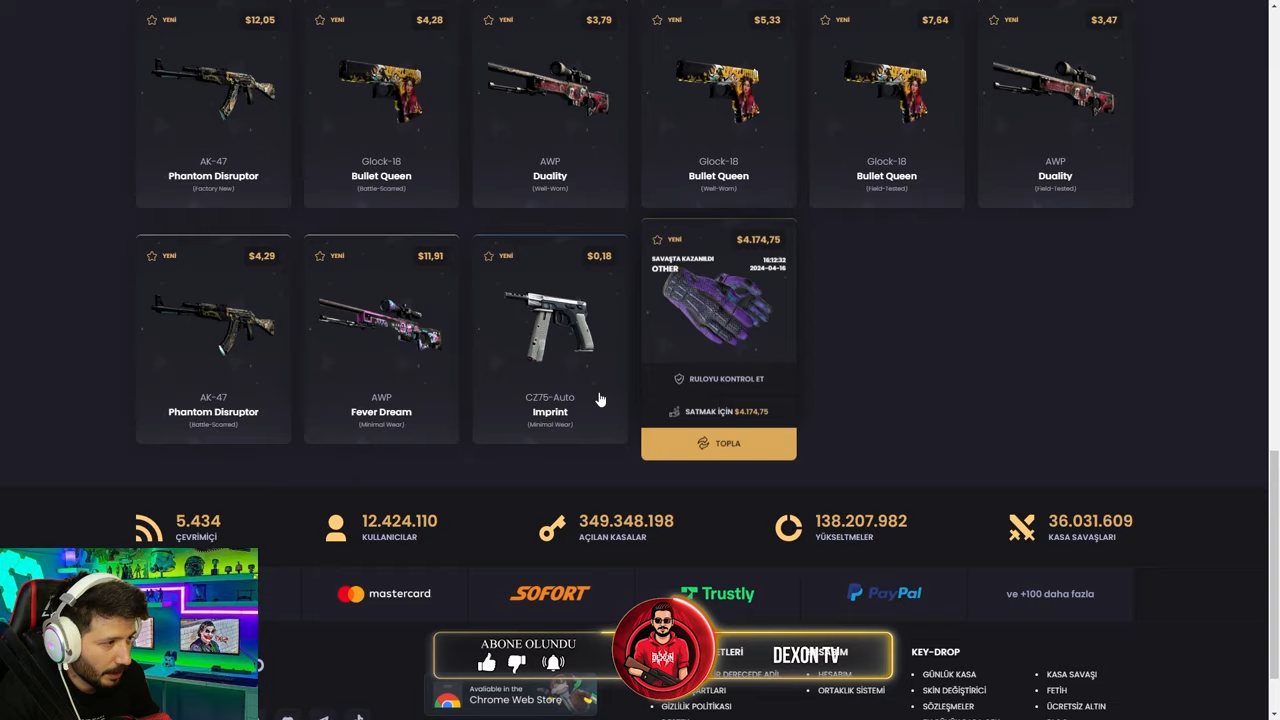 YENİ $12,05
YENİ $4,28
YENİ $3,79
YENİ $5,33
YENİ $7,64
YENİ $3,47
AK-47
Phantom Disruptor
(Factory New)
Glock-18
Bullet Queen
(Battle-Scarred)
AWP
Duality
(Well-Worn)
Glock-18
Bullet Queen
(Well-Worn)
Glock-18
Bullet Queen
(Field-Tested)
AWP
Duality
(Field-Tested)
YENİ $4,29
AK-47
Phantom Disruptor
(Battle-Scarred)
YENİ $11,91
AWP
Fever Dream
(Minimal Wear)
YENİ $0,18
CZ75-Auto
Imprint
(Minimal Wear)
YENİ $4.174,75
SAVAŞTA KAZANILDI 16:12:32
OTHER 2024-04-16
RULOYU KONTROL ET
SATMAK İÇİN $4.174,75
TOPLA
5.434
ÇEVRİMİÇİ
12.424.110
KULLANICILAR
349.348.198
AÇILAN KASALAR
138.207.982
YÜKSELTMELER
36.031.609
KASA SAVAŞLARI
mastercard
SOFORT
Trustly
PayPal
ve +100 daha fazla
ABONE OLUNDU
DEXON
DEXON TV
Available in the
Chrome Web Store
GİZLİLİK POLİTİKASI
HESABIM
ORTAKLIK SİSTEMİ
KEY-DROP
GÜNLÜK KASA
SKİN DEĞİŞTİRİCİ
SÖZLEŞMELER
KASA SAVAŞI
FETİH
ÜCRETSİZ ALTIN